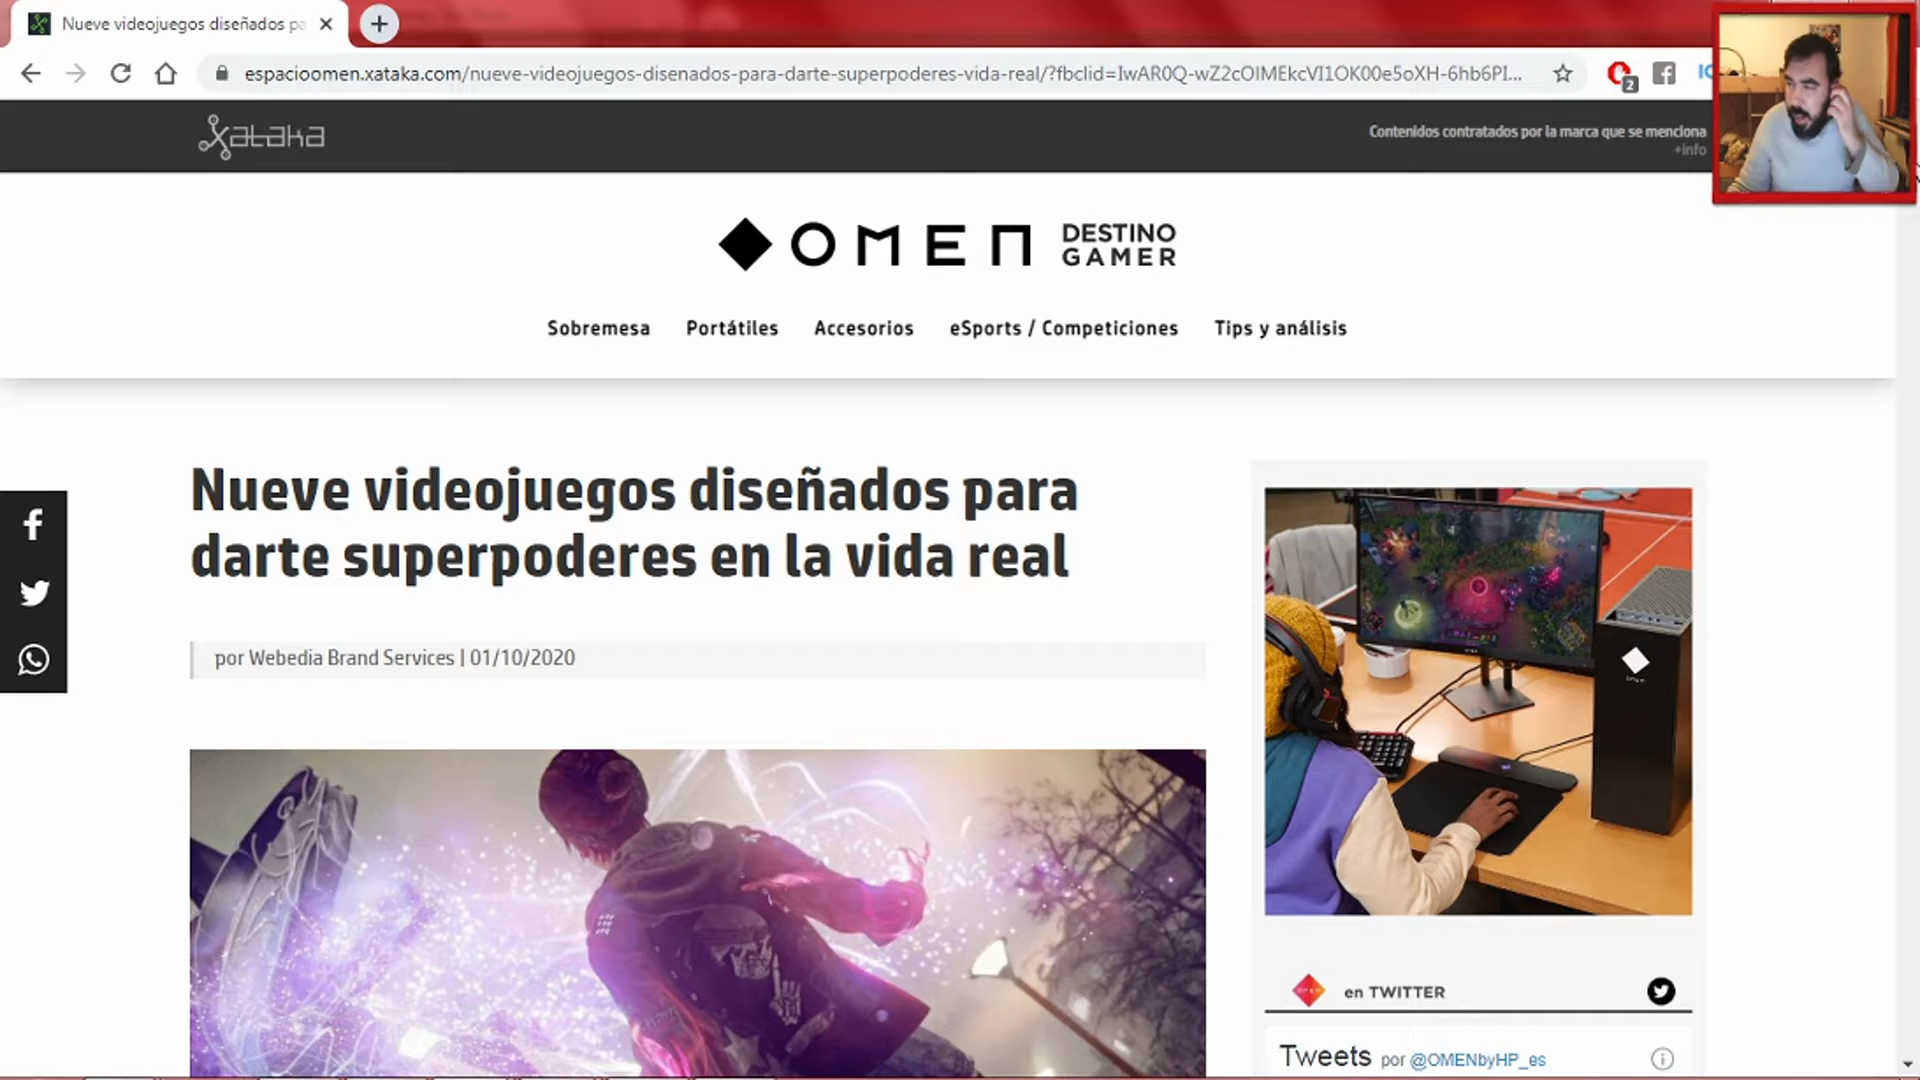 Nueve videojuegos diseñados pa
espacioomen.xataka.com/nueve-videojuegos-disenados-para-darte-superpoderes-vida-real/?fbclid=IwAR0Q-wZ2cOIMEkcVI1OK00e5oXH-6hb6PI...
2
xataka
Contenidos contratados por la marca que se menciona
+info
OMEN DESTINO GAMER
Sobremesa Portátiles Accesorios eSports / Competiciones Tips y análisis
Nueve videojuegos diseñados para
darte superpoderes en la vida real
por Webedia Brand Services | 01/10/2020
en TWITTER
Tweets por @OMENbyHP_es